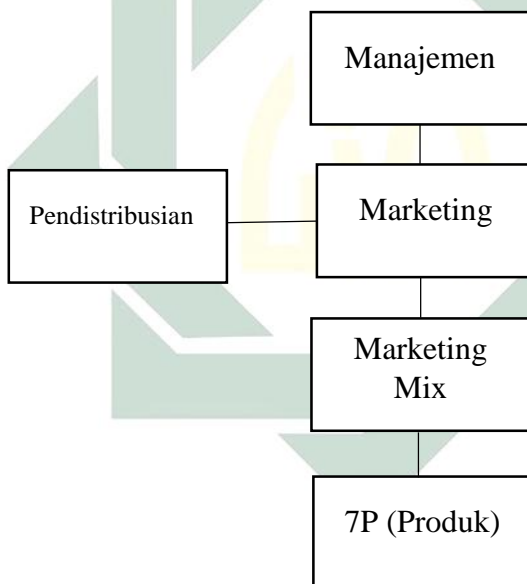 Manajemen
Pendistribusian
Marketing
Marketing
Mix
7P (Produk)